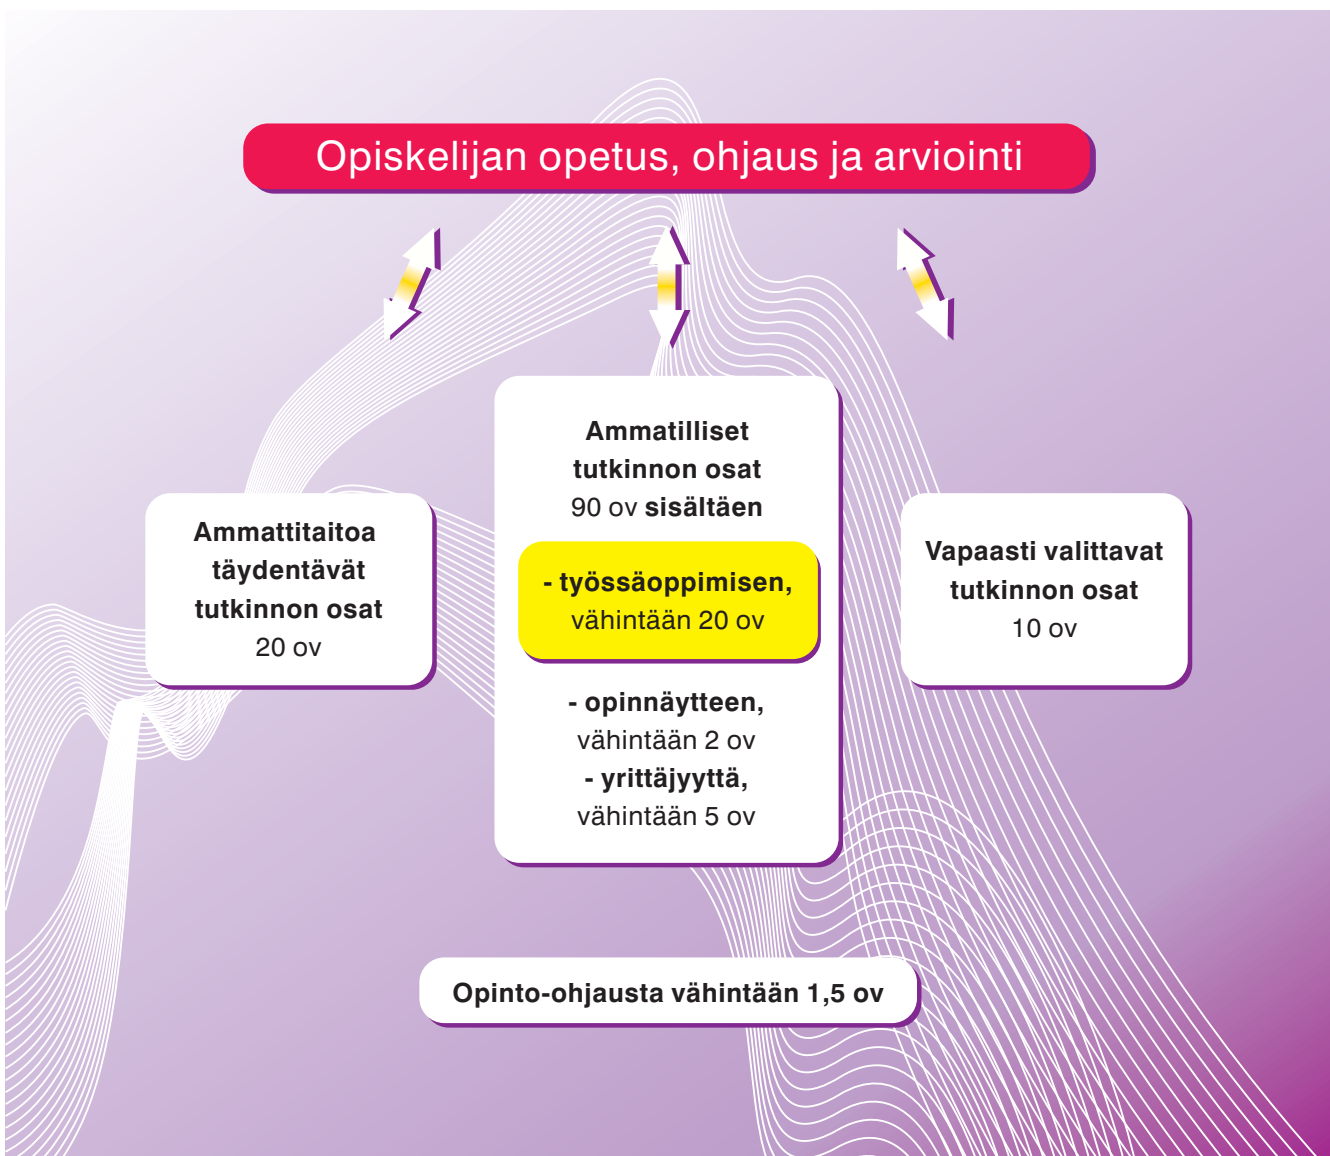 Opiskelijan opetus, ohjaus ja arviointi
Ammattitaitoa
täydentävät
tutkinnon osat
20 ov
Ammatilliset
tutkinnon osat
90 ov sisältäen
- työssäoppimisen,
vähintään 20 ov
- opinnäytteen,
vähintään 2 ov
- yrittäjyyttä,
vähintään 5 ov
Vapaasti valittavat
tutkinnon osat
10 ov
Opinto-ohjausta vähintään 1,5 ov